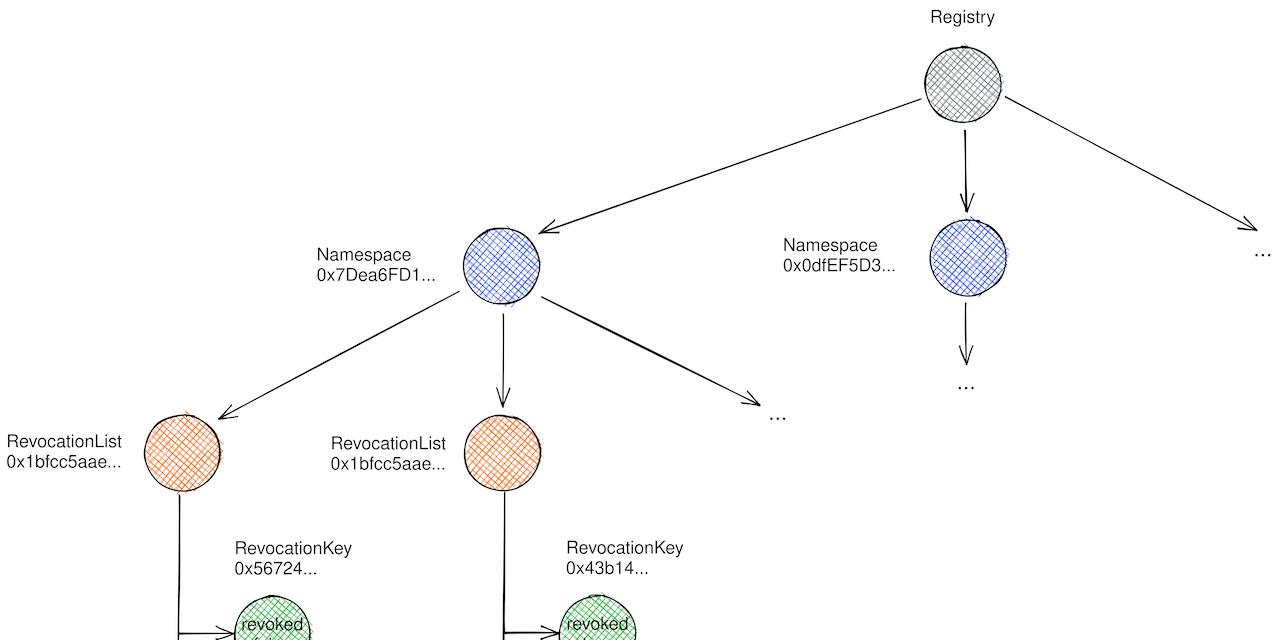 Registry
Namespace
0x7Dea6FD1...
Namespace
0x0dfEF5D3...
...
...
...
RevocationList
0x1bfcc5aae...
RevocationList
0x1bfcc5aae...
RevocationKey
0x56724...
RevocationKey
0x43b14...
revoked
revoked